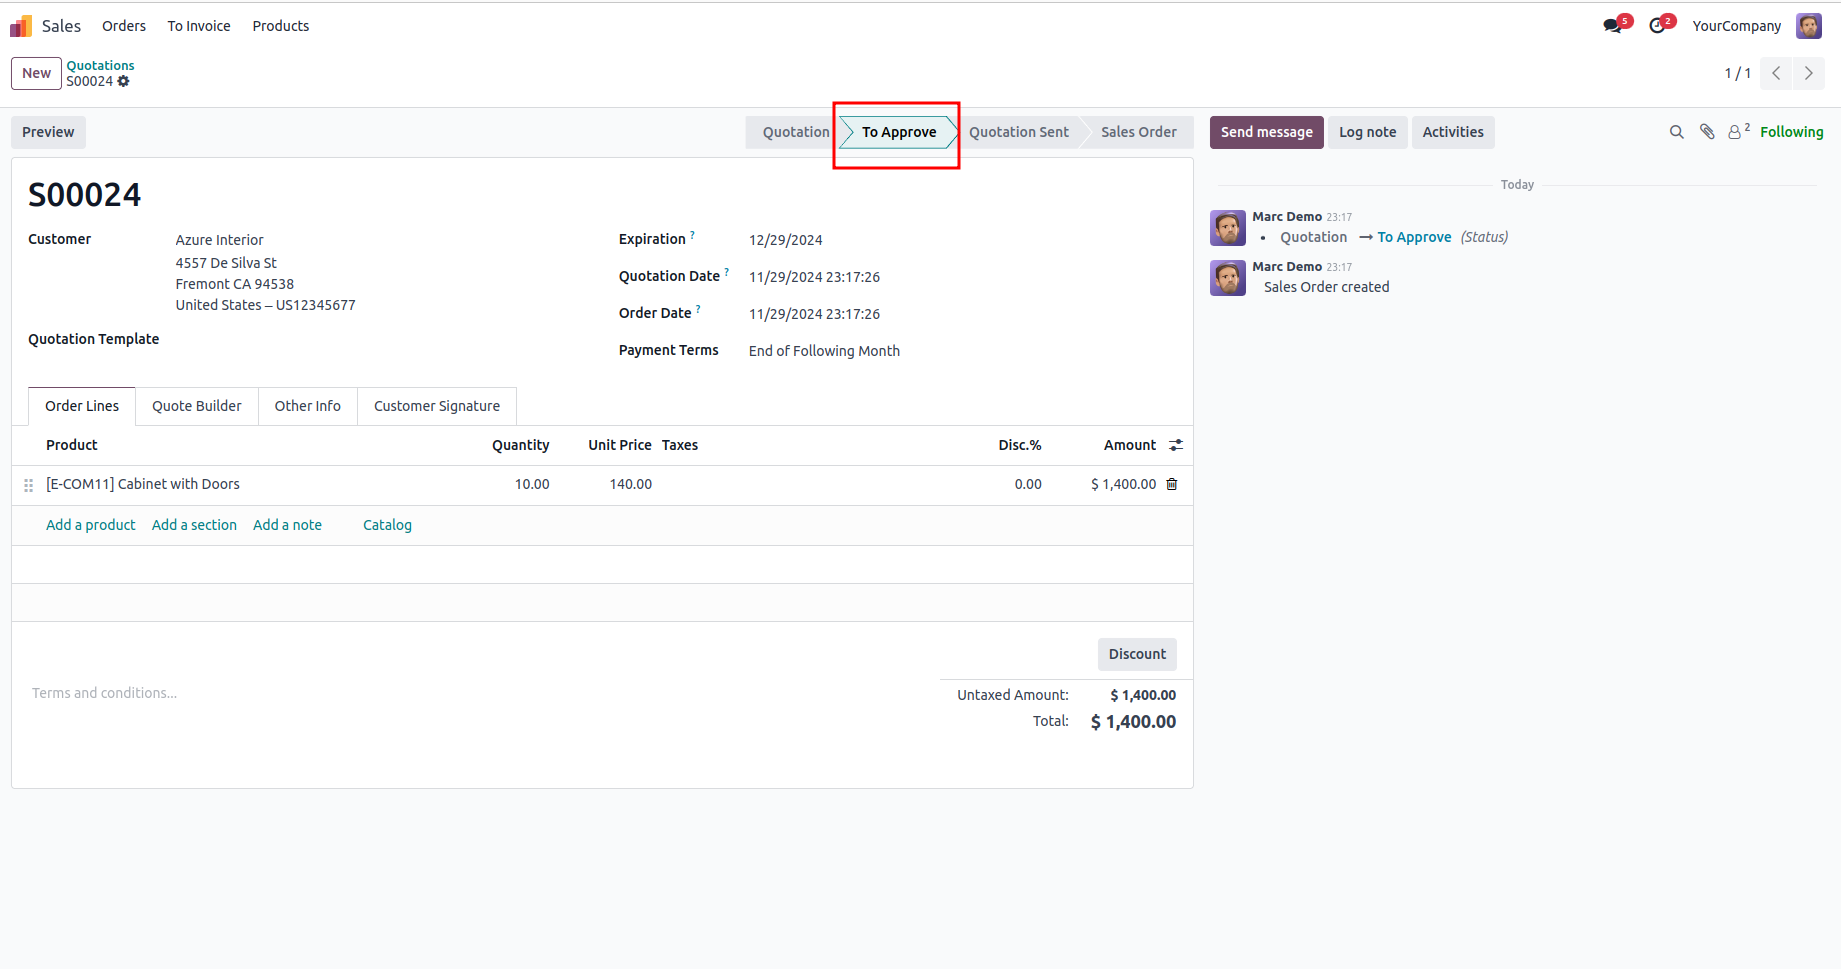 Sales Orders To Invoice Products 5 2 YourCompany
New Quotations
S00024
1 / 1
Preview Quotation To Approve Quotation Sent Sales Order Send message Log note Activities 2 Following
S00024
Customer Azure Interior
4557 De Silva St
Fremont CA 94538
United States – US12345677
Quotation Template
Expiration ? 12/29/2024
Quotation Date ? 11/29/2024 23:17:26
Order Date ? 11/29/2024 23:17:26
Payment Terms End of Following Month
Order Lines Quote Builder Other Info Customer Signature
Product Quantity Unit Price Taxes Disc.% Amount
[E-COM11] Cabinet with Doors 10.00 140.00 0.00 $ 1,400.00
Add a product Add a section Add a note Catalog
Discount
Terms and conditions...
Untaxed Amount: $ 1,400.00
Total: $ 1,400.00
Today
Marc Demo 23:17
• Quotation → To Approve (Status)
Marc Demo 23:17
Sales Order created